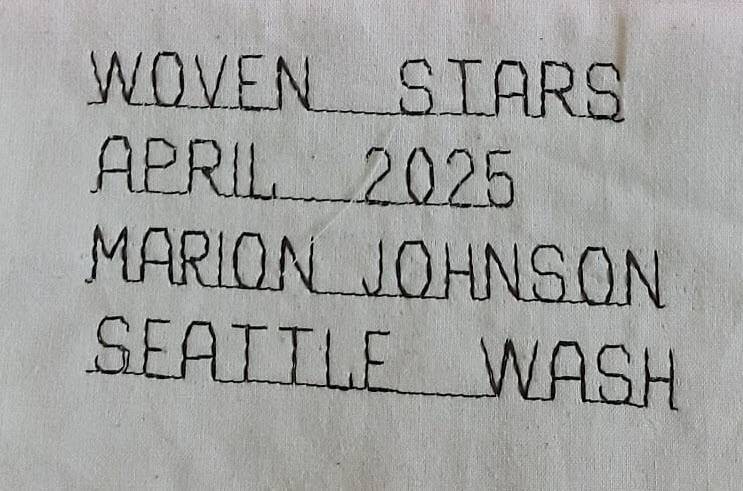 WOVEN STARS
APRIL 2025
MARION JOHNSON
SEATTLE WASH